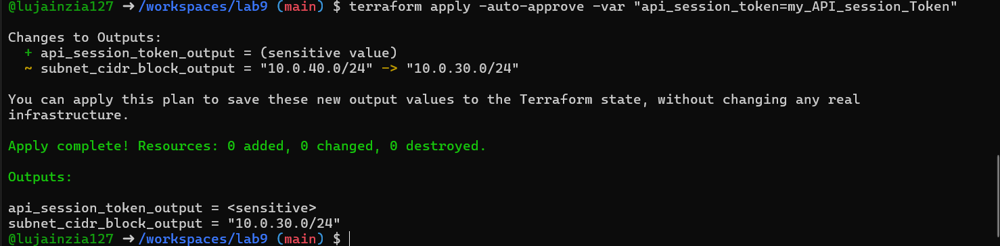 @lujainzia127 ➜ /workspaces/lab9 (main) $ terraform apply -auto-approve -var "api_session_token=my_API_session_Token"
Changes to Outputs:
+ api_session_token_output = (sensitive value)
~ subnet_cidr_block_output = "10.0.40.0/24" -> "10.0.30.0/24"
You can apply this plan to save these new output values to the Terraform state, without changing any real
infrastructure.
Apply complete! Resources: 0 added, 0 changed, 0 destroyed.
Outputs:
api_session_token_output = <sensitive>
subnet_cidr_block_output = "10.0.30.0/24"
@lujainzia127 ➜ /workspaces/lab9 (main) $